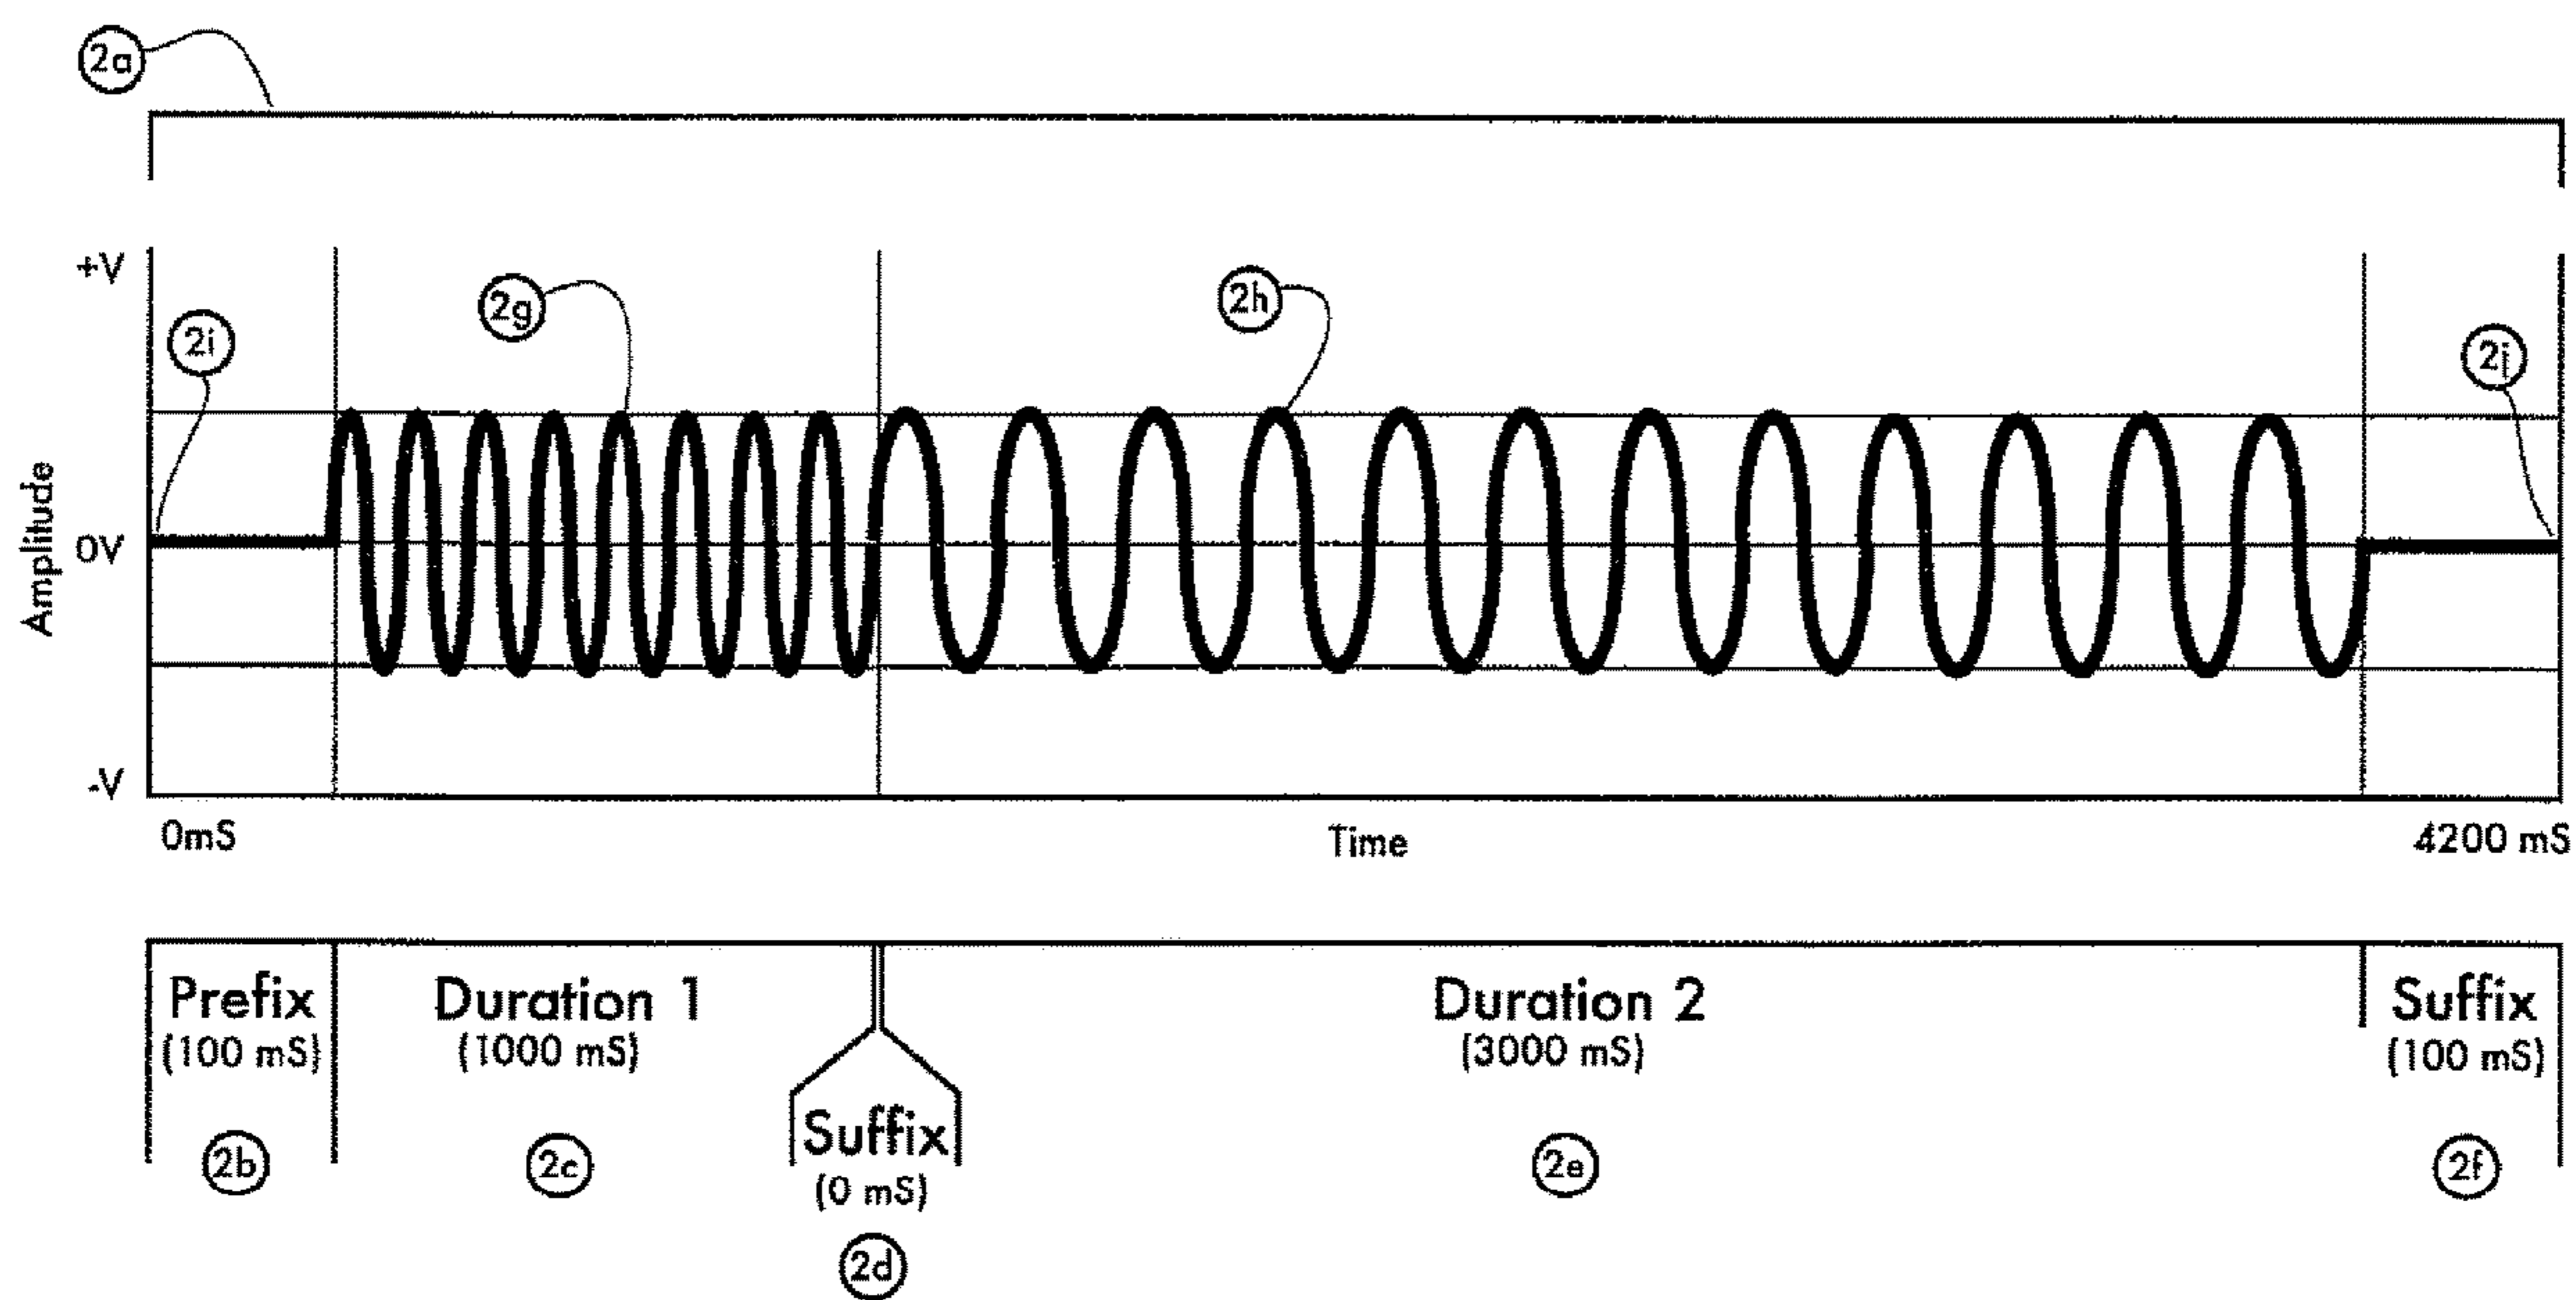 2a
+V
2g
2h
2i
2j
Amplitude
0V
-V
0mS
Time
4200 mS
Prefix
(100 mS)
Duration 1
(1000 mS)
Duration 2
(3000 mS)
Suffix
(100 mS)
Suffix
(0 mS)
2b
2c
2e
2f
2d